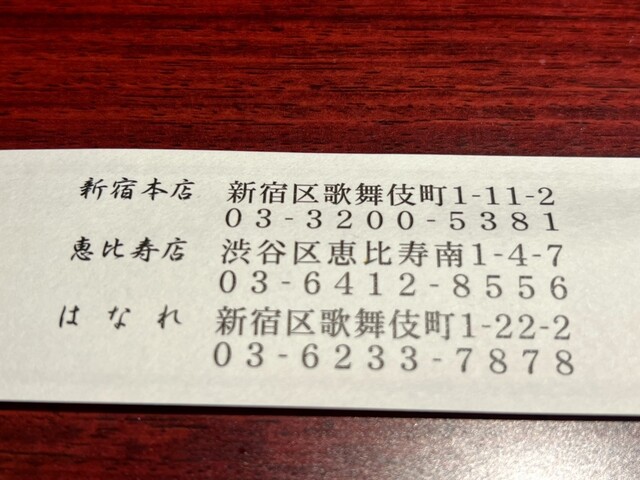 新宿本店 新宿区歌舞伎町1-11-2
03-3200-5381
恵比寿店 渋谷区恵比寿南1-4-7
03-6412-8556
はなれ 新宿区歌舞伎町1-22-2
03-6233-7878